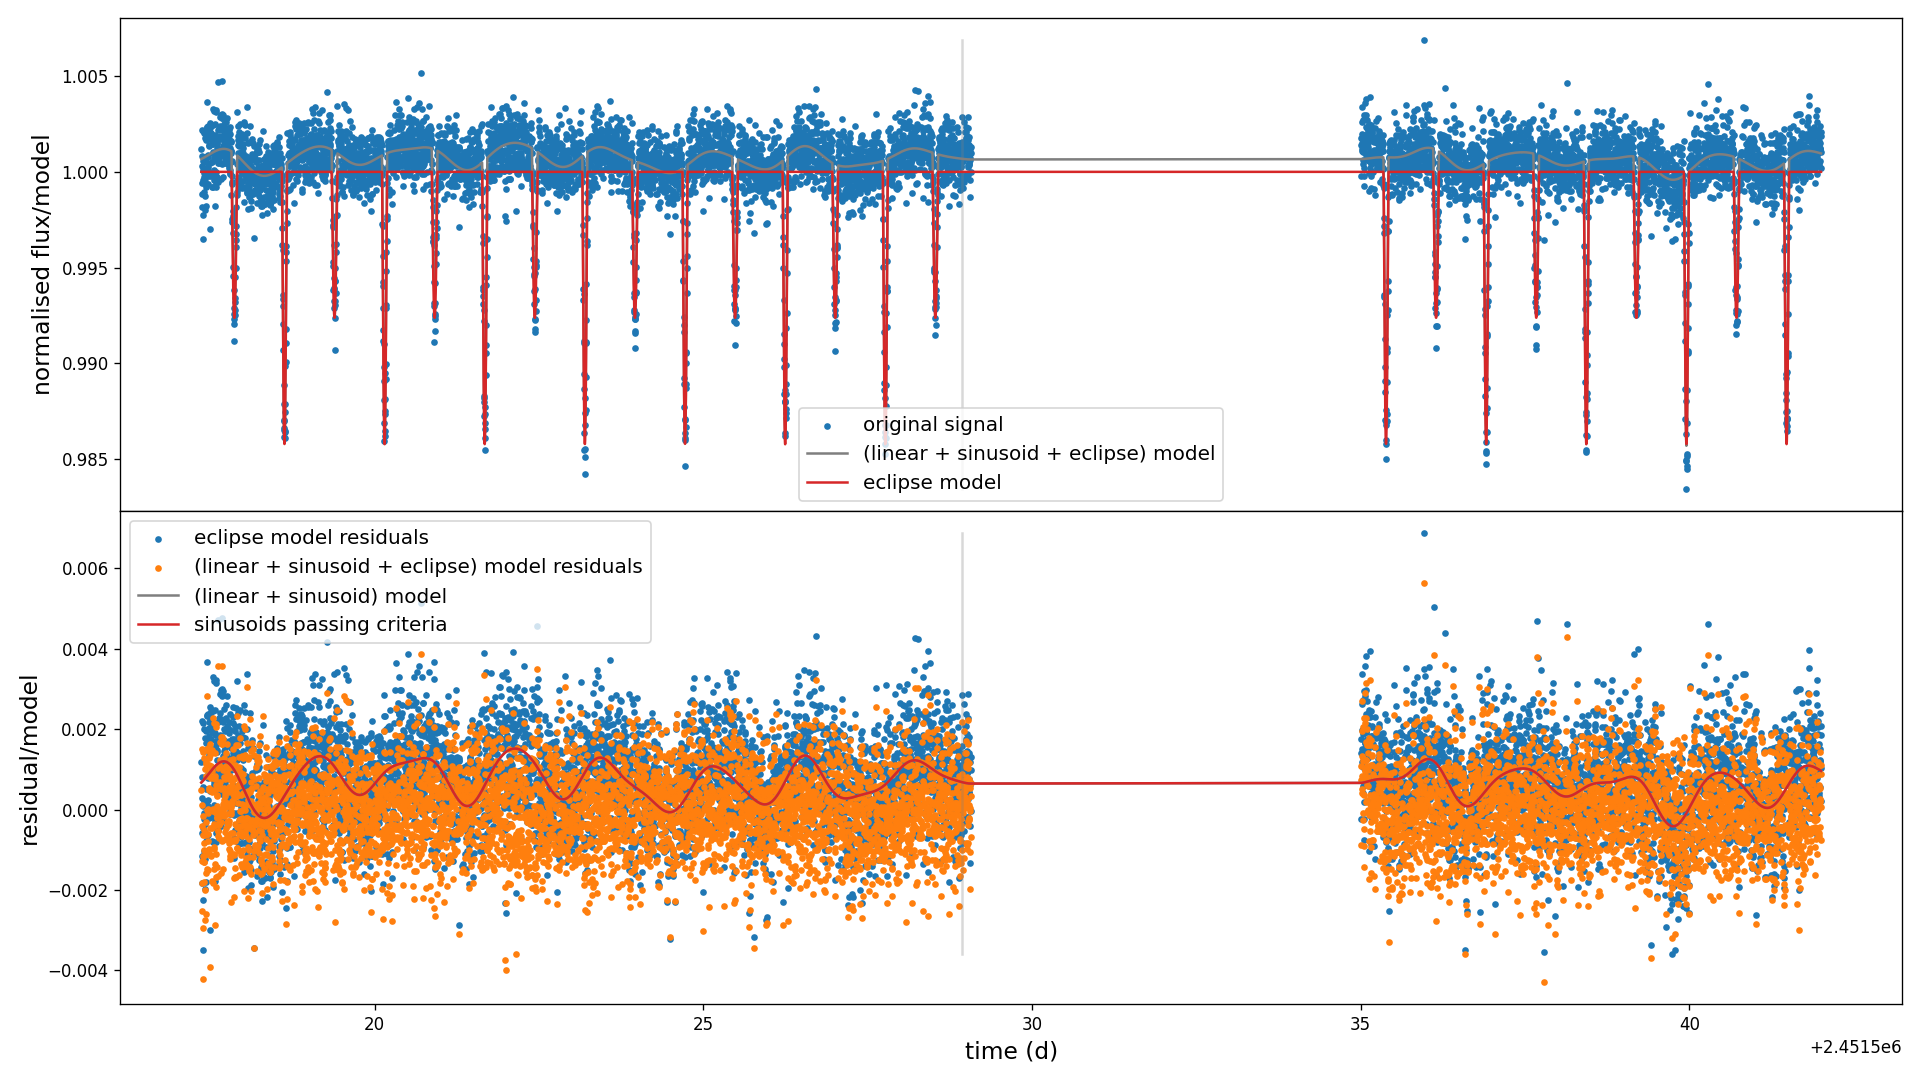 1.005
1.000
0.995
0.990
0.985
normalised flux/model
original signal
(linear + sinusoid + eclipse) model
eclipse model
eclipse model residuals
(linear + sinusoid + eclipse) model residuals
(linear + sinusoid) model
sinusoids passing criteria
0.006
0.004
0.002
0.000
−0.002
−0.004
residual/model
20
25
30
35
40
time (d)
+2.4515e6